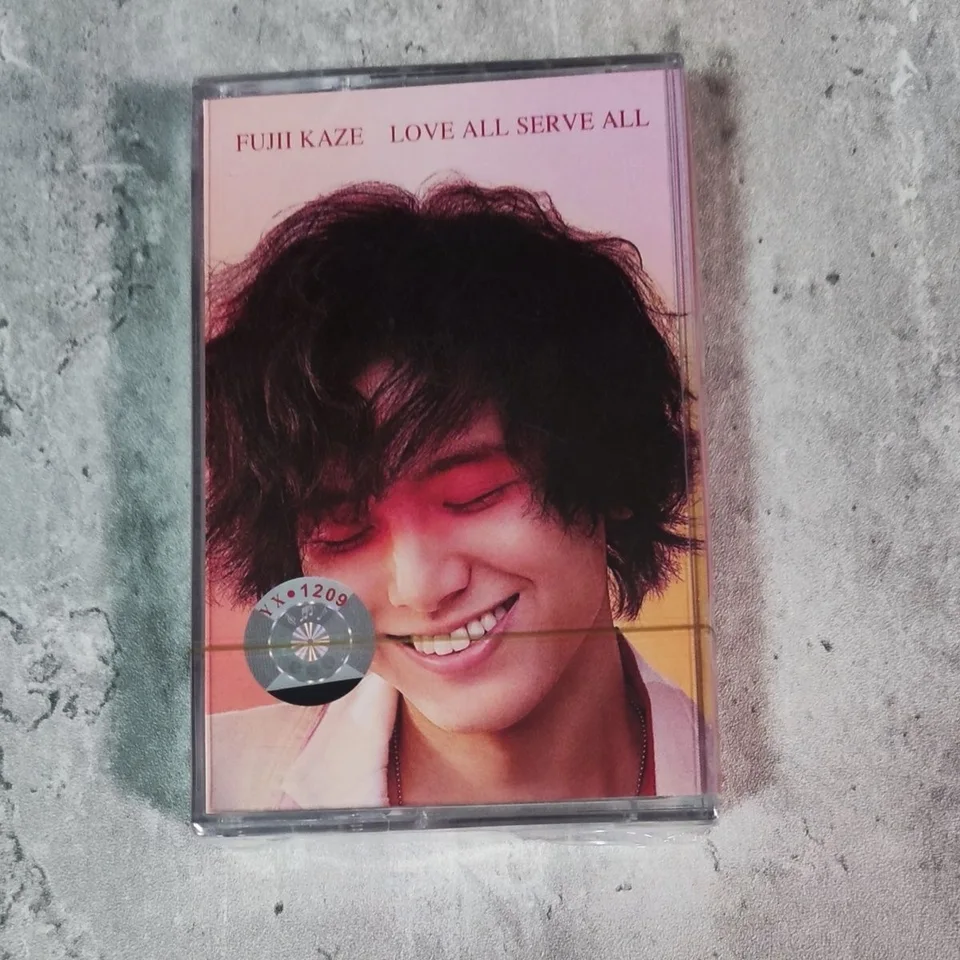 FUJII KAZE LOVE ALL SERVE ALL
YX•1209